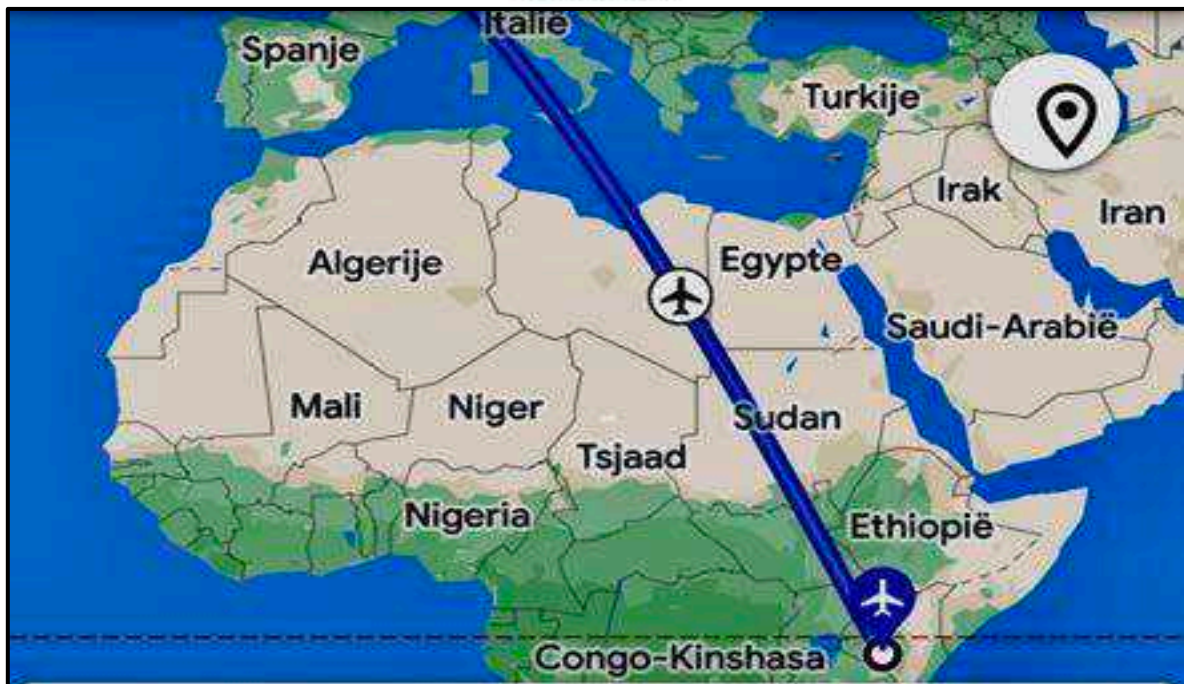 Italië
Spanje
Turkije
Irak
Iran
Algerije
Egypte
Saudi-Arabië
Mali
Niger
Sudan
Tsjaad
Nigeria
Ethiopië
Congo-Kinshasa